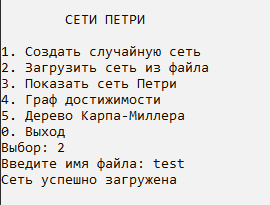 СЕТИ ПЕТРИ
1. Создать случайную сеть
2. Загрузить сеть из файла
3. Показать сеть Петри
4. Граф достижимости
5. Дерево Карпа-Миллера
0. Выход
Выбор: 2
Введите имя файла: test
Сеть успешно загружена